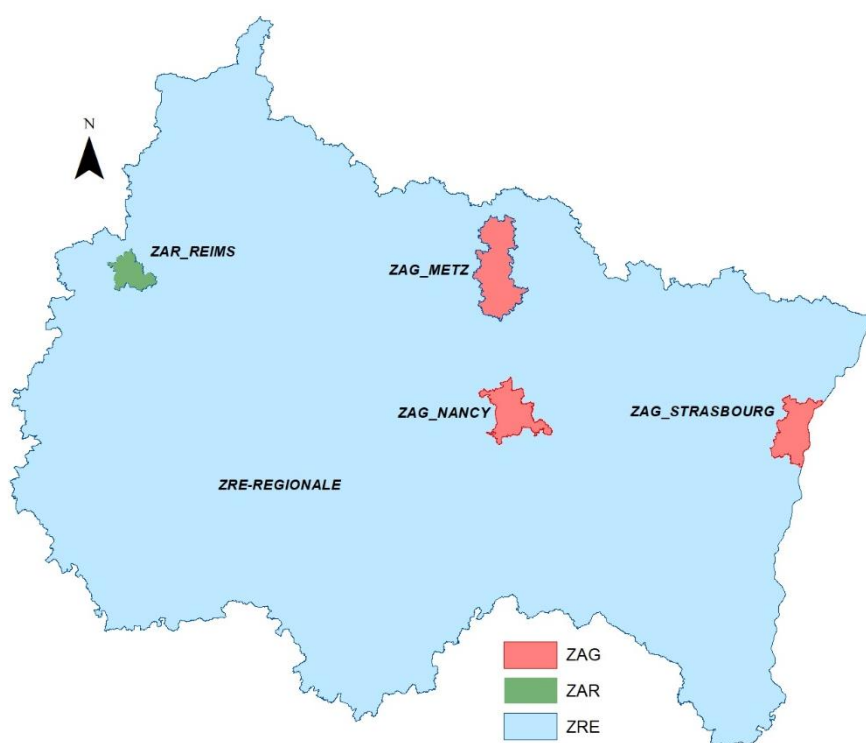 N
ZAR_REIMS
ZAG_METZ
ZAG_NANCY
ZAG_STRASBOURG
ZRE-REGIONALE
ZAG
ZAR
ZRE